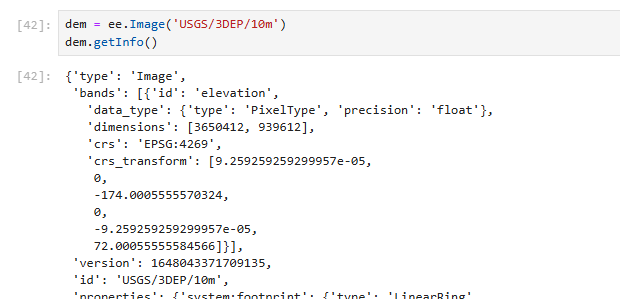 [42]: dem = ee.Image('USGS/3DEP/10m')
dem.getInfo()
[42]: {'type': 'Image',
'bands': [{'id': 'elevation',
'data_type': {'type': 'PixelType', 'precision': 'float'},
'dimensions': [3650412, 939612],
'crs': 'EPSG:4269',
'crs_transform': [9.259259259299957e-05,
0,
-174.0005555570324,
0,
-9.259259259299957e-05,
72.00055555584566]}],
'version': 1648043371709135,
'id': 'USGS/3DEP/10m',
'properties': {'system:footprint': {'type': 'LinearRing',